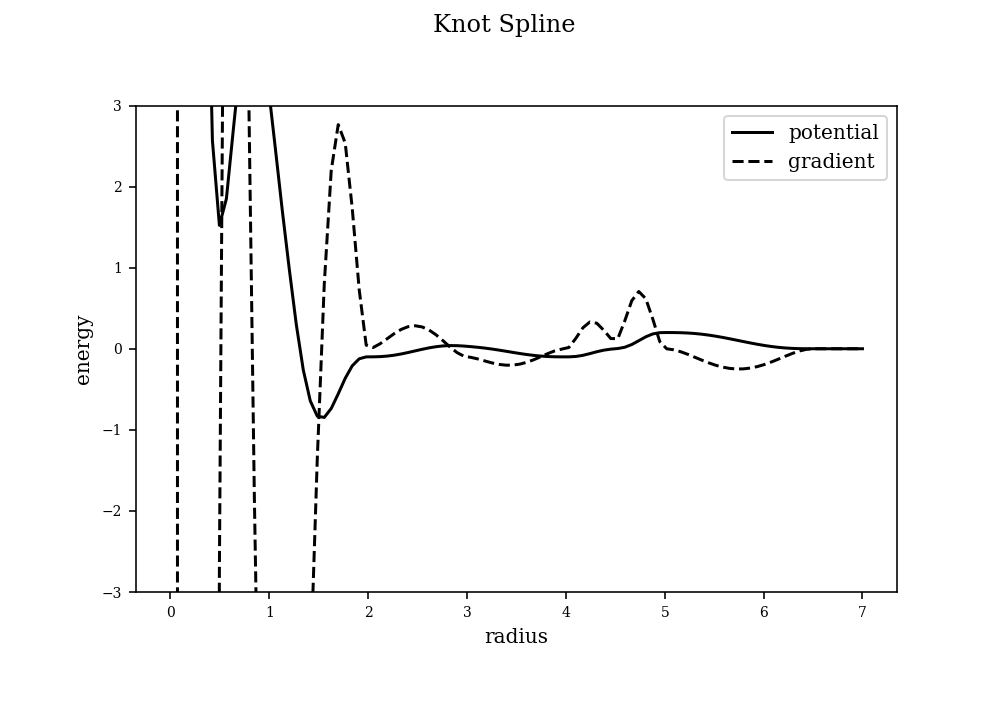 Knot Spline
potential
gradient
energy
3
2
1
0
−1
−2
−3
0 1 2 3 4 5 6 7
radius